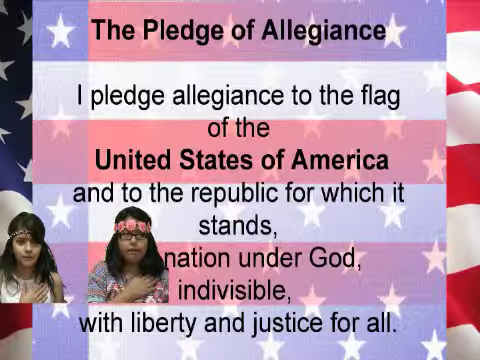 The Pledge of Allegiance
I pledge allegiance to the flag
of the
United States of America
and to the republic for which it
stands,
nation under God,
indivisible,
with liberty and justice for all.